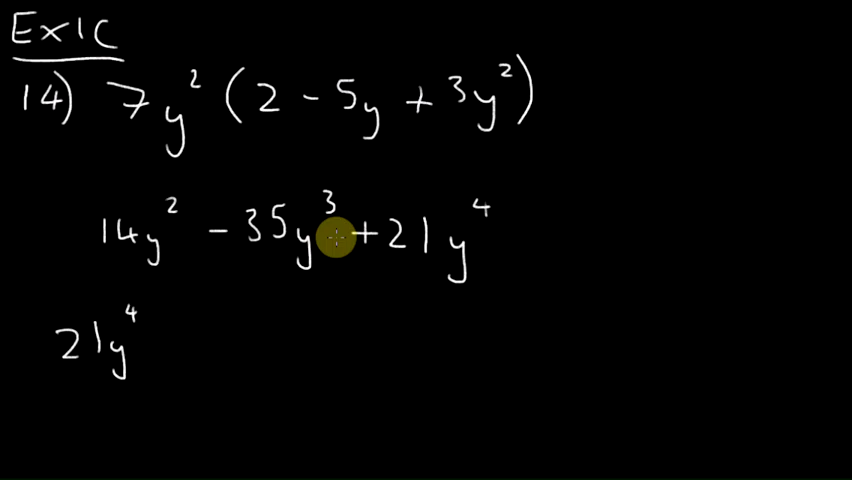 Ex1C
14) 7y² (2 - 5y + 3y²)
14y² - 35y³ + 21y⁴
21y⁴